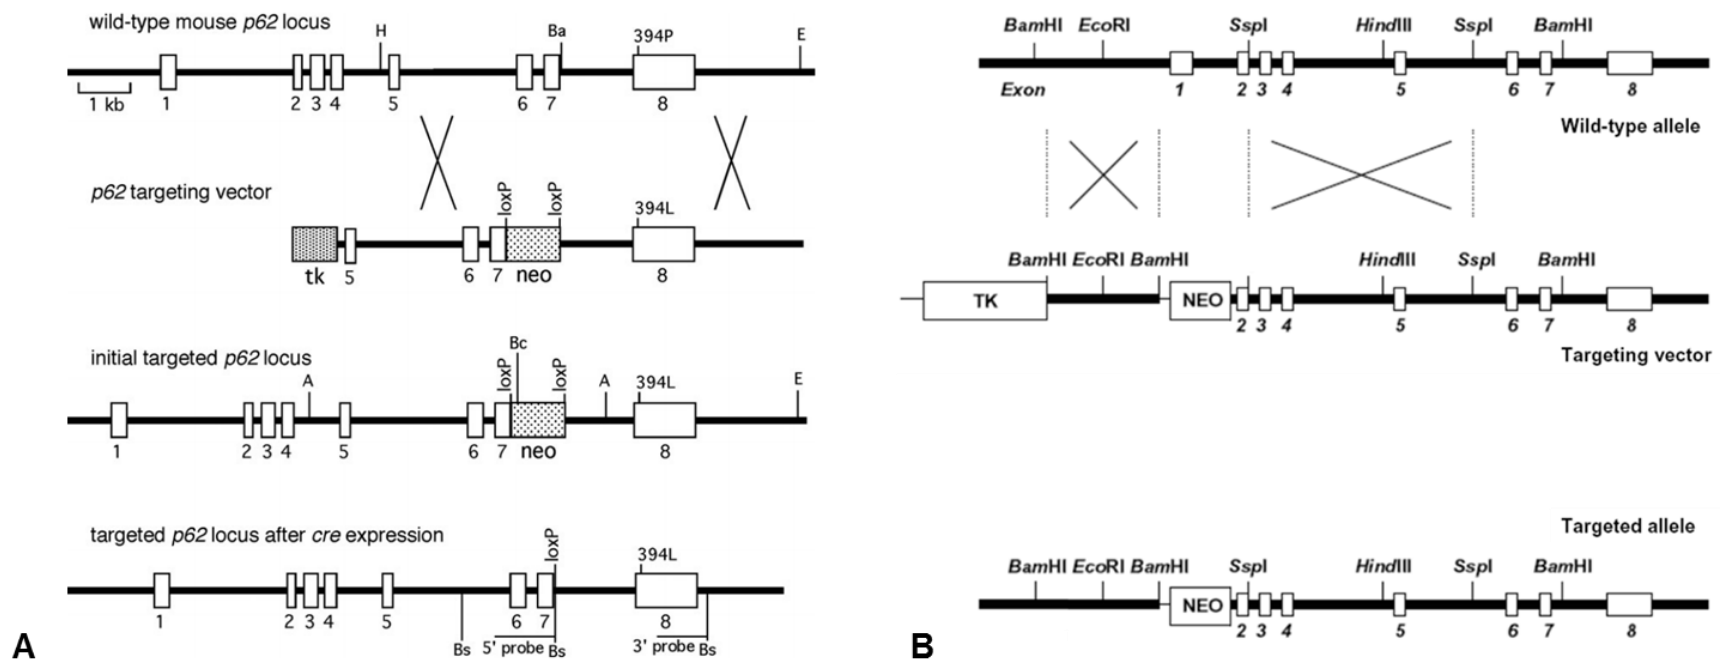 wild-type mouse p62 locus
H Ba 394P E
1 kb
1 2 3 4 5 6 7 8
p62 targeting vector
loxP loxP 394L
tk 5 6 7 neo 8
initial targeted p62 locus
A loxP Bc loxP A 394L E
1 2 3 4 5 6 7 neo 8
targeted p62 locus after cre expression
loxP 394L
1 2 3 4 5 6 7 8
Bs 5' probe Bs 3' probe Bs
A
BamHI EcoRI SspI HindIII SspI BamHI
Exon 1 2 3 4 5 6 7 8
Wild-type allele
BamHI EcoRI BamHI HindIII SspI BamHI
TK NEO
2 3 4 5 6 7 8
Targeting vector
Targeted allele
BamHI EcoRI BamHI SspI HindIII SspI BamHI
NEO
2 3 4 5 6 7 8
B